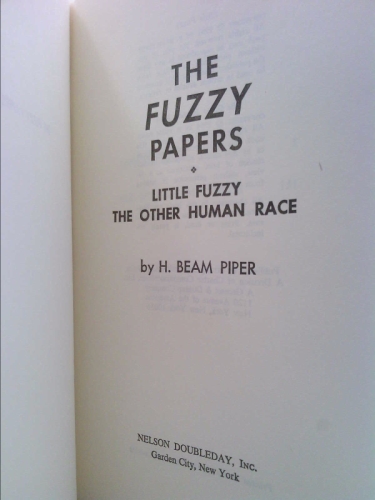 THE
FUZZY
PAPERS
LITTLE FUZZY
THE OTHER HUMAN RACE
by H. BEAM PIPER
NELSON DOUBLEDAY, Inc.
Garden City, New York